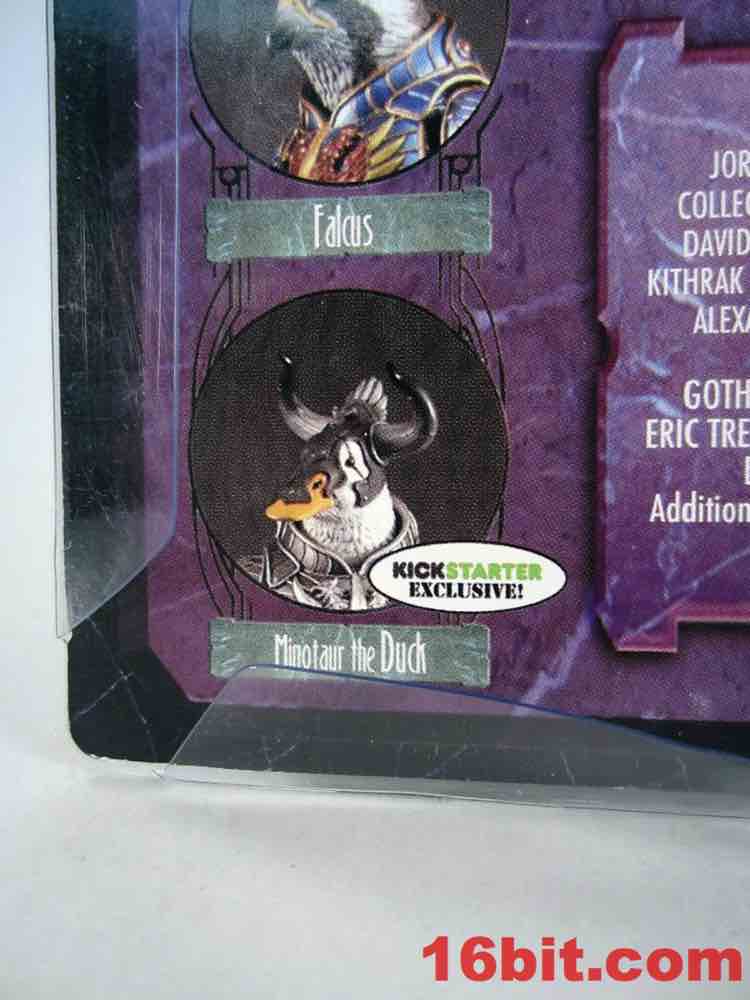 Falcus
JOR
COLLEC
DAVID
KITHRAK
ALEXA
GOTH
ERIC TRE
Addition
KICKSTARTER
EXCLUSIVE!
Minotaur the Duck
16bit.com